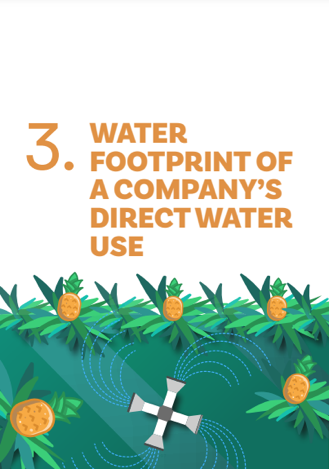 3.
WATER
FOOTPRINT OF
A COMPANY'S
DIRECT WATER
USE